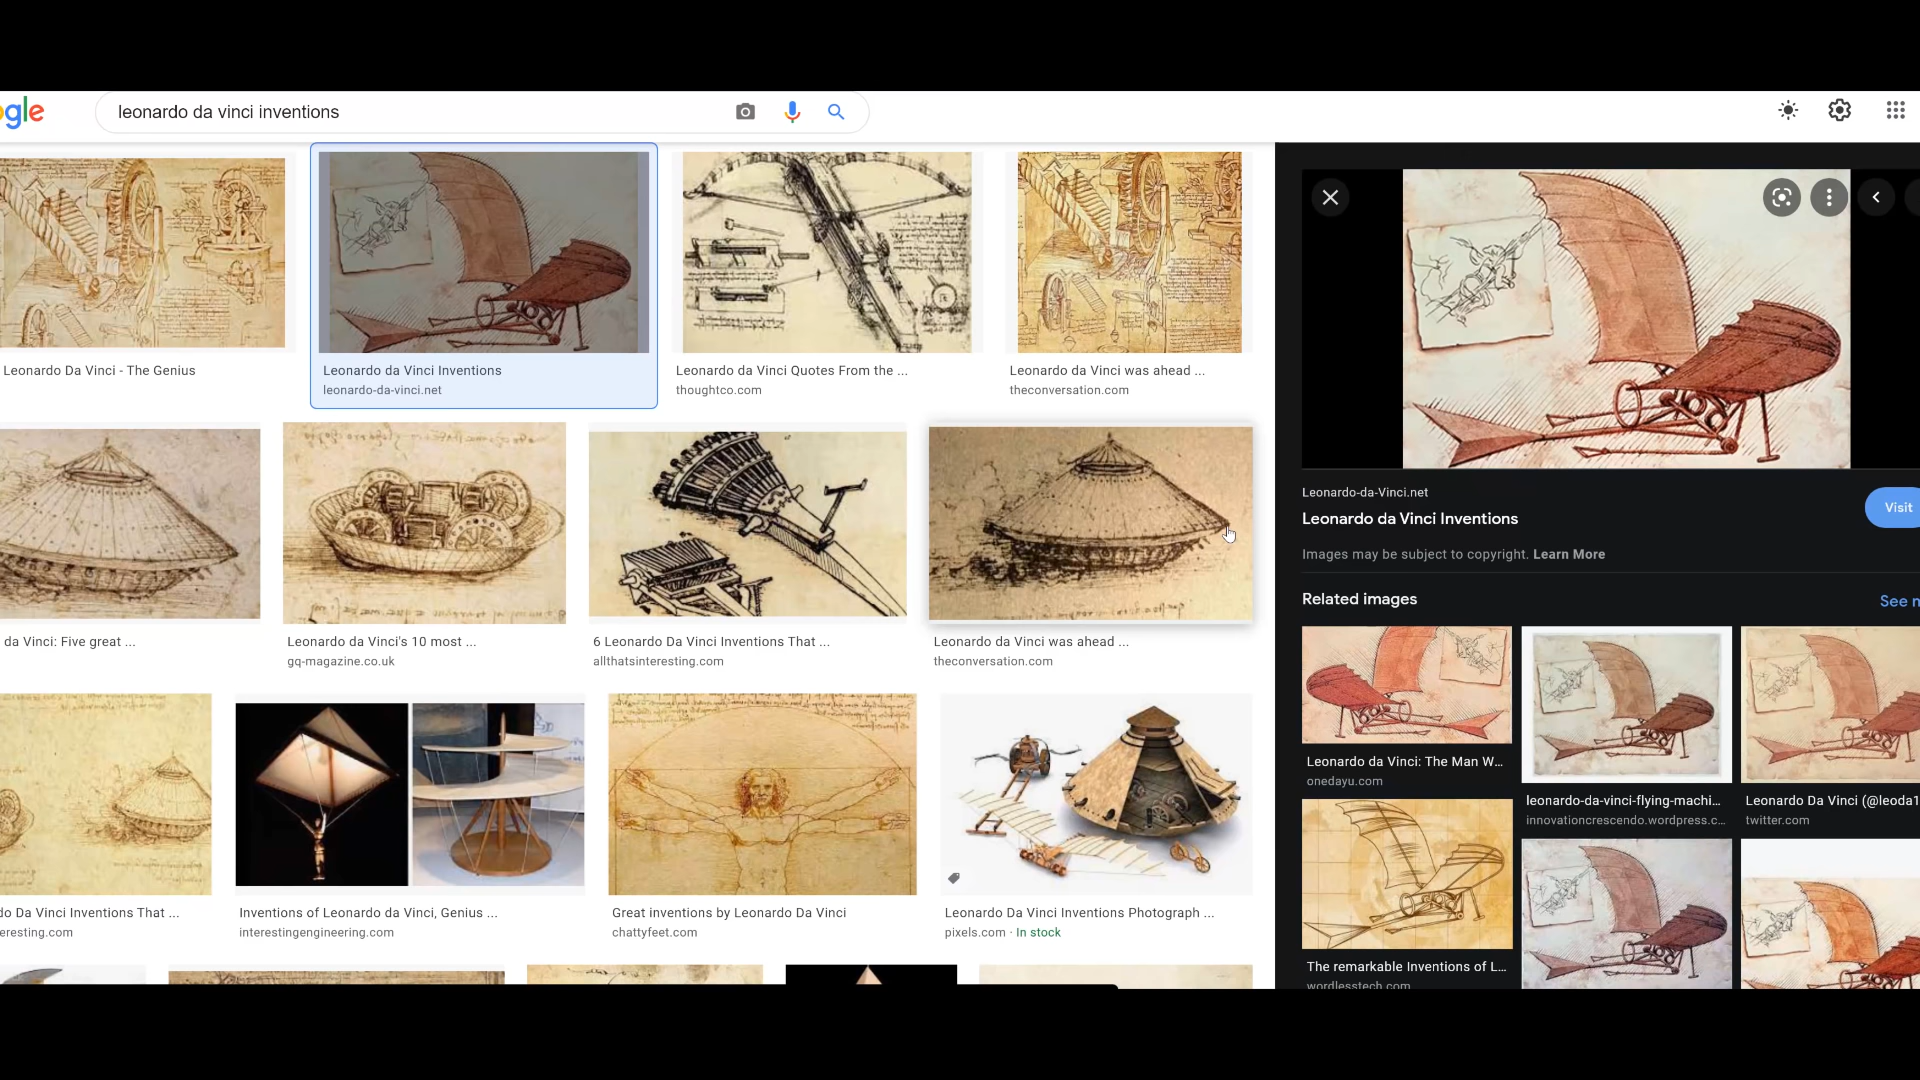 gle
leonardo da vinci inventions
Leonardo Da Vinci - The Genius
Leonardo da Vinci Inventions
leonardo-da-vinci.net
Leonardo da Vinci Quotes From the ...
thoughtco.com
Leonardo da Vinci was ahead ...
theconversation.com
da Vinci: Five great ...
Leonardo da Vinci's 10 most ...
gq-magazine.co.uk
6 Leonardo Da Vinci Inventions That ...
allthatsinteresting.com
Leonardo da Vinci was ahead ...
theconversation.com
do Da Vinci Inventions That ...
eresting.com
Inventions of Leonardo da Vinci, Genius ...
interestingengineering.com
Great inventions by Leonardo Da Vinci
chattyfeet.com
Leonardo Da Vinci Inventions Photograph ...
pixels.com · In stock
Leonardo-da-Vinci.net
Leonardo da Vinci Inventions
Visit
Images may be subject to copyright. Learn More
Related images
See
Leonardo da Vinci: The Man W...
onedayu.com
leonardo-da-vinci-flying-machi...
innovationcrescendo.wordpress.c...
Leonardo Da Vinci (@leoda1
twitter.com
The remarkable Inventions of L...
wordlesstech.com